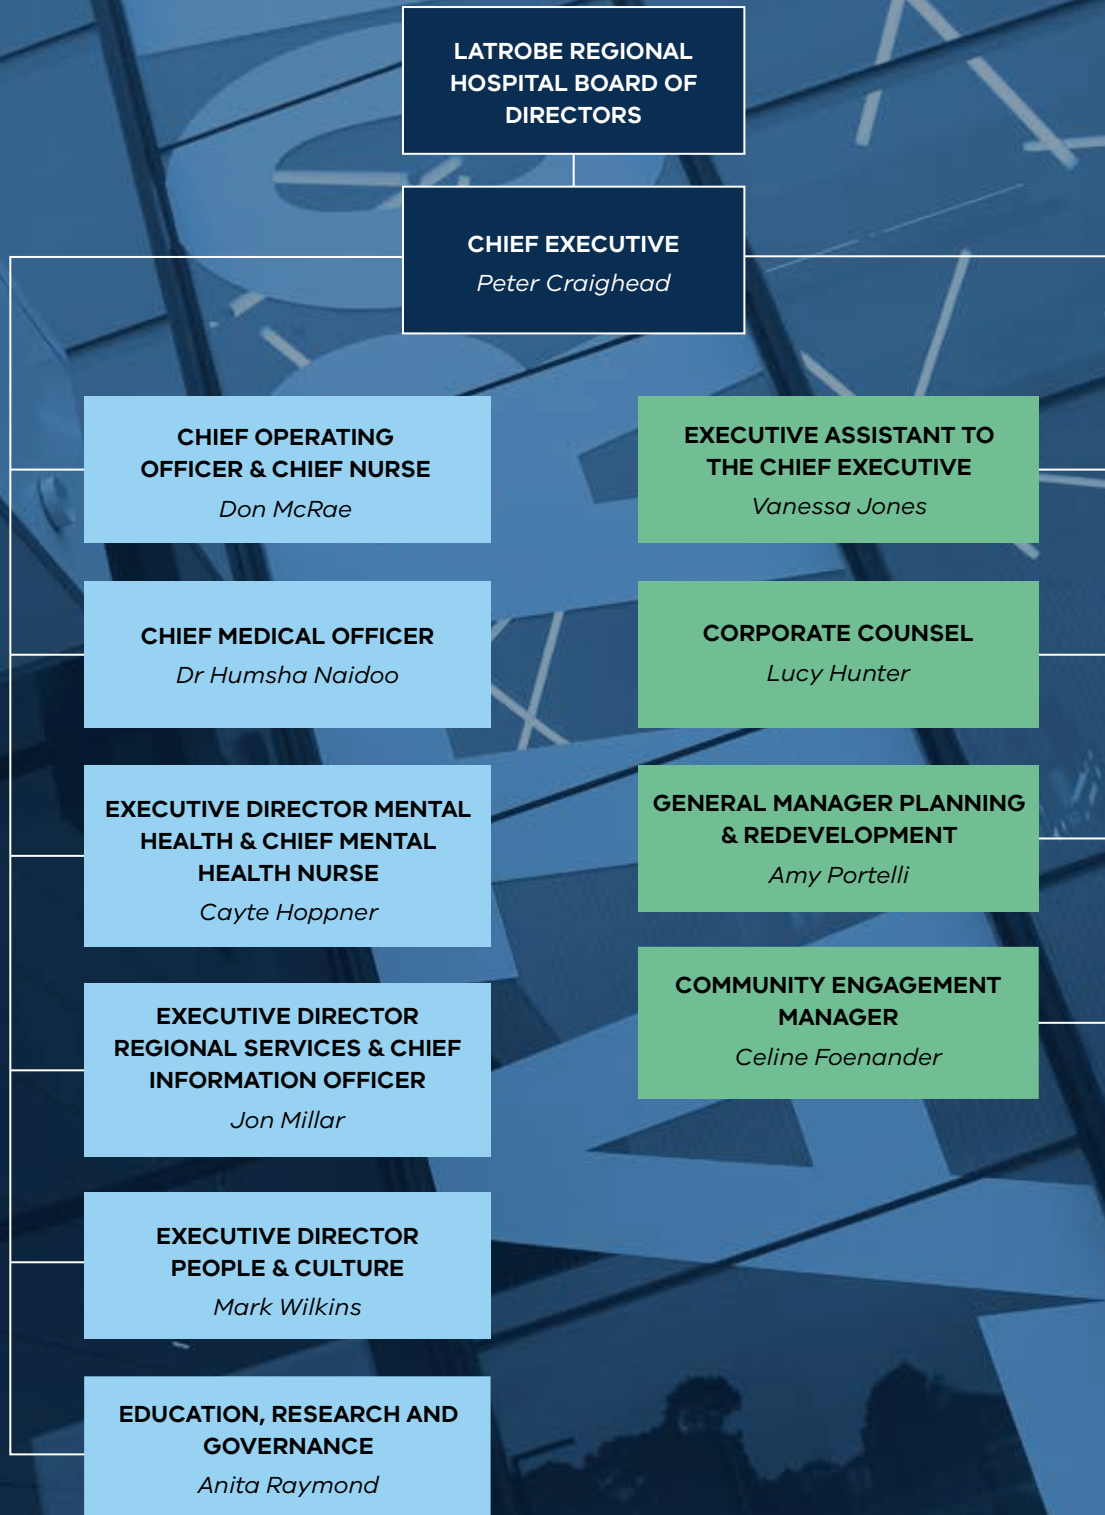 LATROBE REGIONAL
HOSPITAL BOARD OF
DIRECTORS
CHIEF EXECUTIVE
Peter Craighead
CHIEF OPERATING
OFFICER & CHIEF NURSE
Don McRae
CHIEF MEDICAL OFFICER
Dr Humsha Naidoo
EXECUTIVE DIRECTOR MENTAL
HEALTH & CHIEF MENTAL
HEALTH NURSE
Cayte Hoppner
EXECUTIVE DIRECTOR
REGIONAL SERVICES & CHIEF
INFORMATION OFFICER
Jon Millar
EXECUTIVE DIRECTOR
PEOPLE & CULTURE
Mark Wilkins
EDUCATION, RESEARCH AND
GOVERNANCE
Anita Raymond
EXECUTIVE ASSISTANT TO
THE CHIEF EXECUTIVE
Vanessa Jones
CORPORATE COUNSEL
Lucy Hunter
GENERAL MANAGER PLANNING
& REDEVELOPMENT
Amy Portelli
COMMUNITY ENGAGEMENT
MANAGER
Celine Foenander